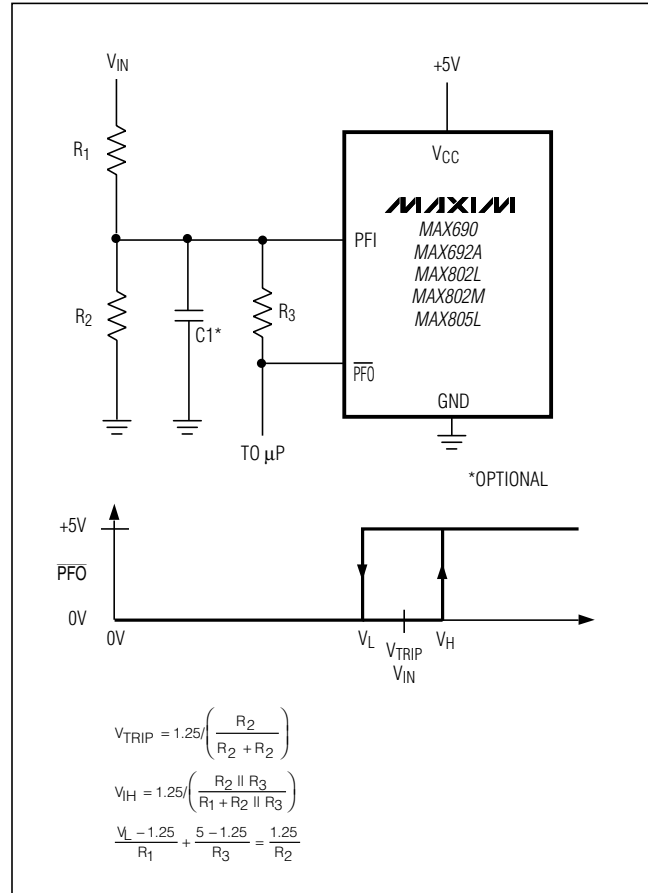 V_IN
+5V
R_1
V_CC
MAXIM
MAX690
MAX692A
MAX802L
MAX802M
MAX805L
PFI
R_2
C1*
R_3
P̅F̅O̅
GND
TO μP
*OPTIONAL
+5V
P̅F̅O̅
0V
0V
V_L
V_TRIP
V_H
V_IN
V_TRIP = 1.25/(R_2 / (R_2 + R_2))
V_IH = 1.25/(R_2 || R_3 / (R_1 + R_2 || R_3))
(V_L – 1.25)/R_1 + (5 – 1.25)/R_3 = 1.25/R_2